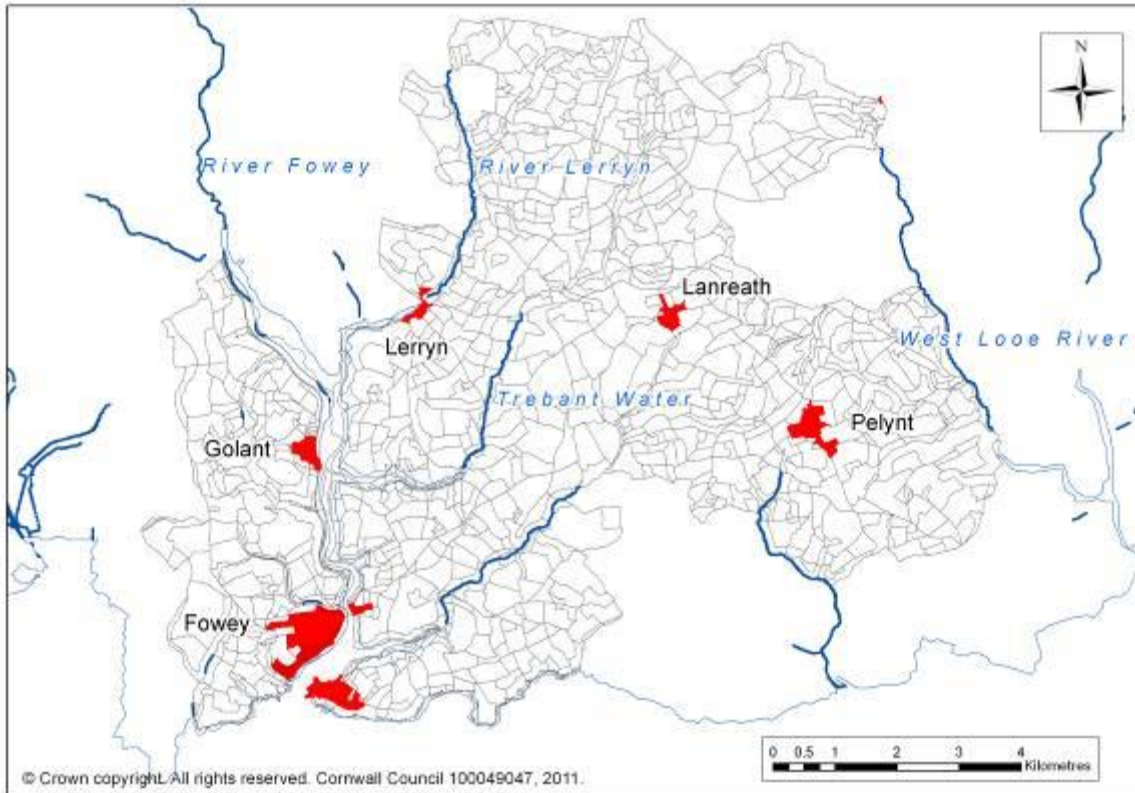 N
River Fowey
River Lerryn
Lanreath
Lerryn
West Looe River
Trebant Water
Pelynt
Golant
Fowey
0 0.5 1 2 3 4
Kilometres
© Crown copyright. All rights reserved. Cornwall Council 100049047, 2011.